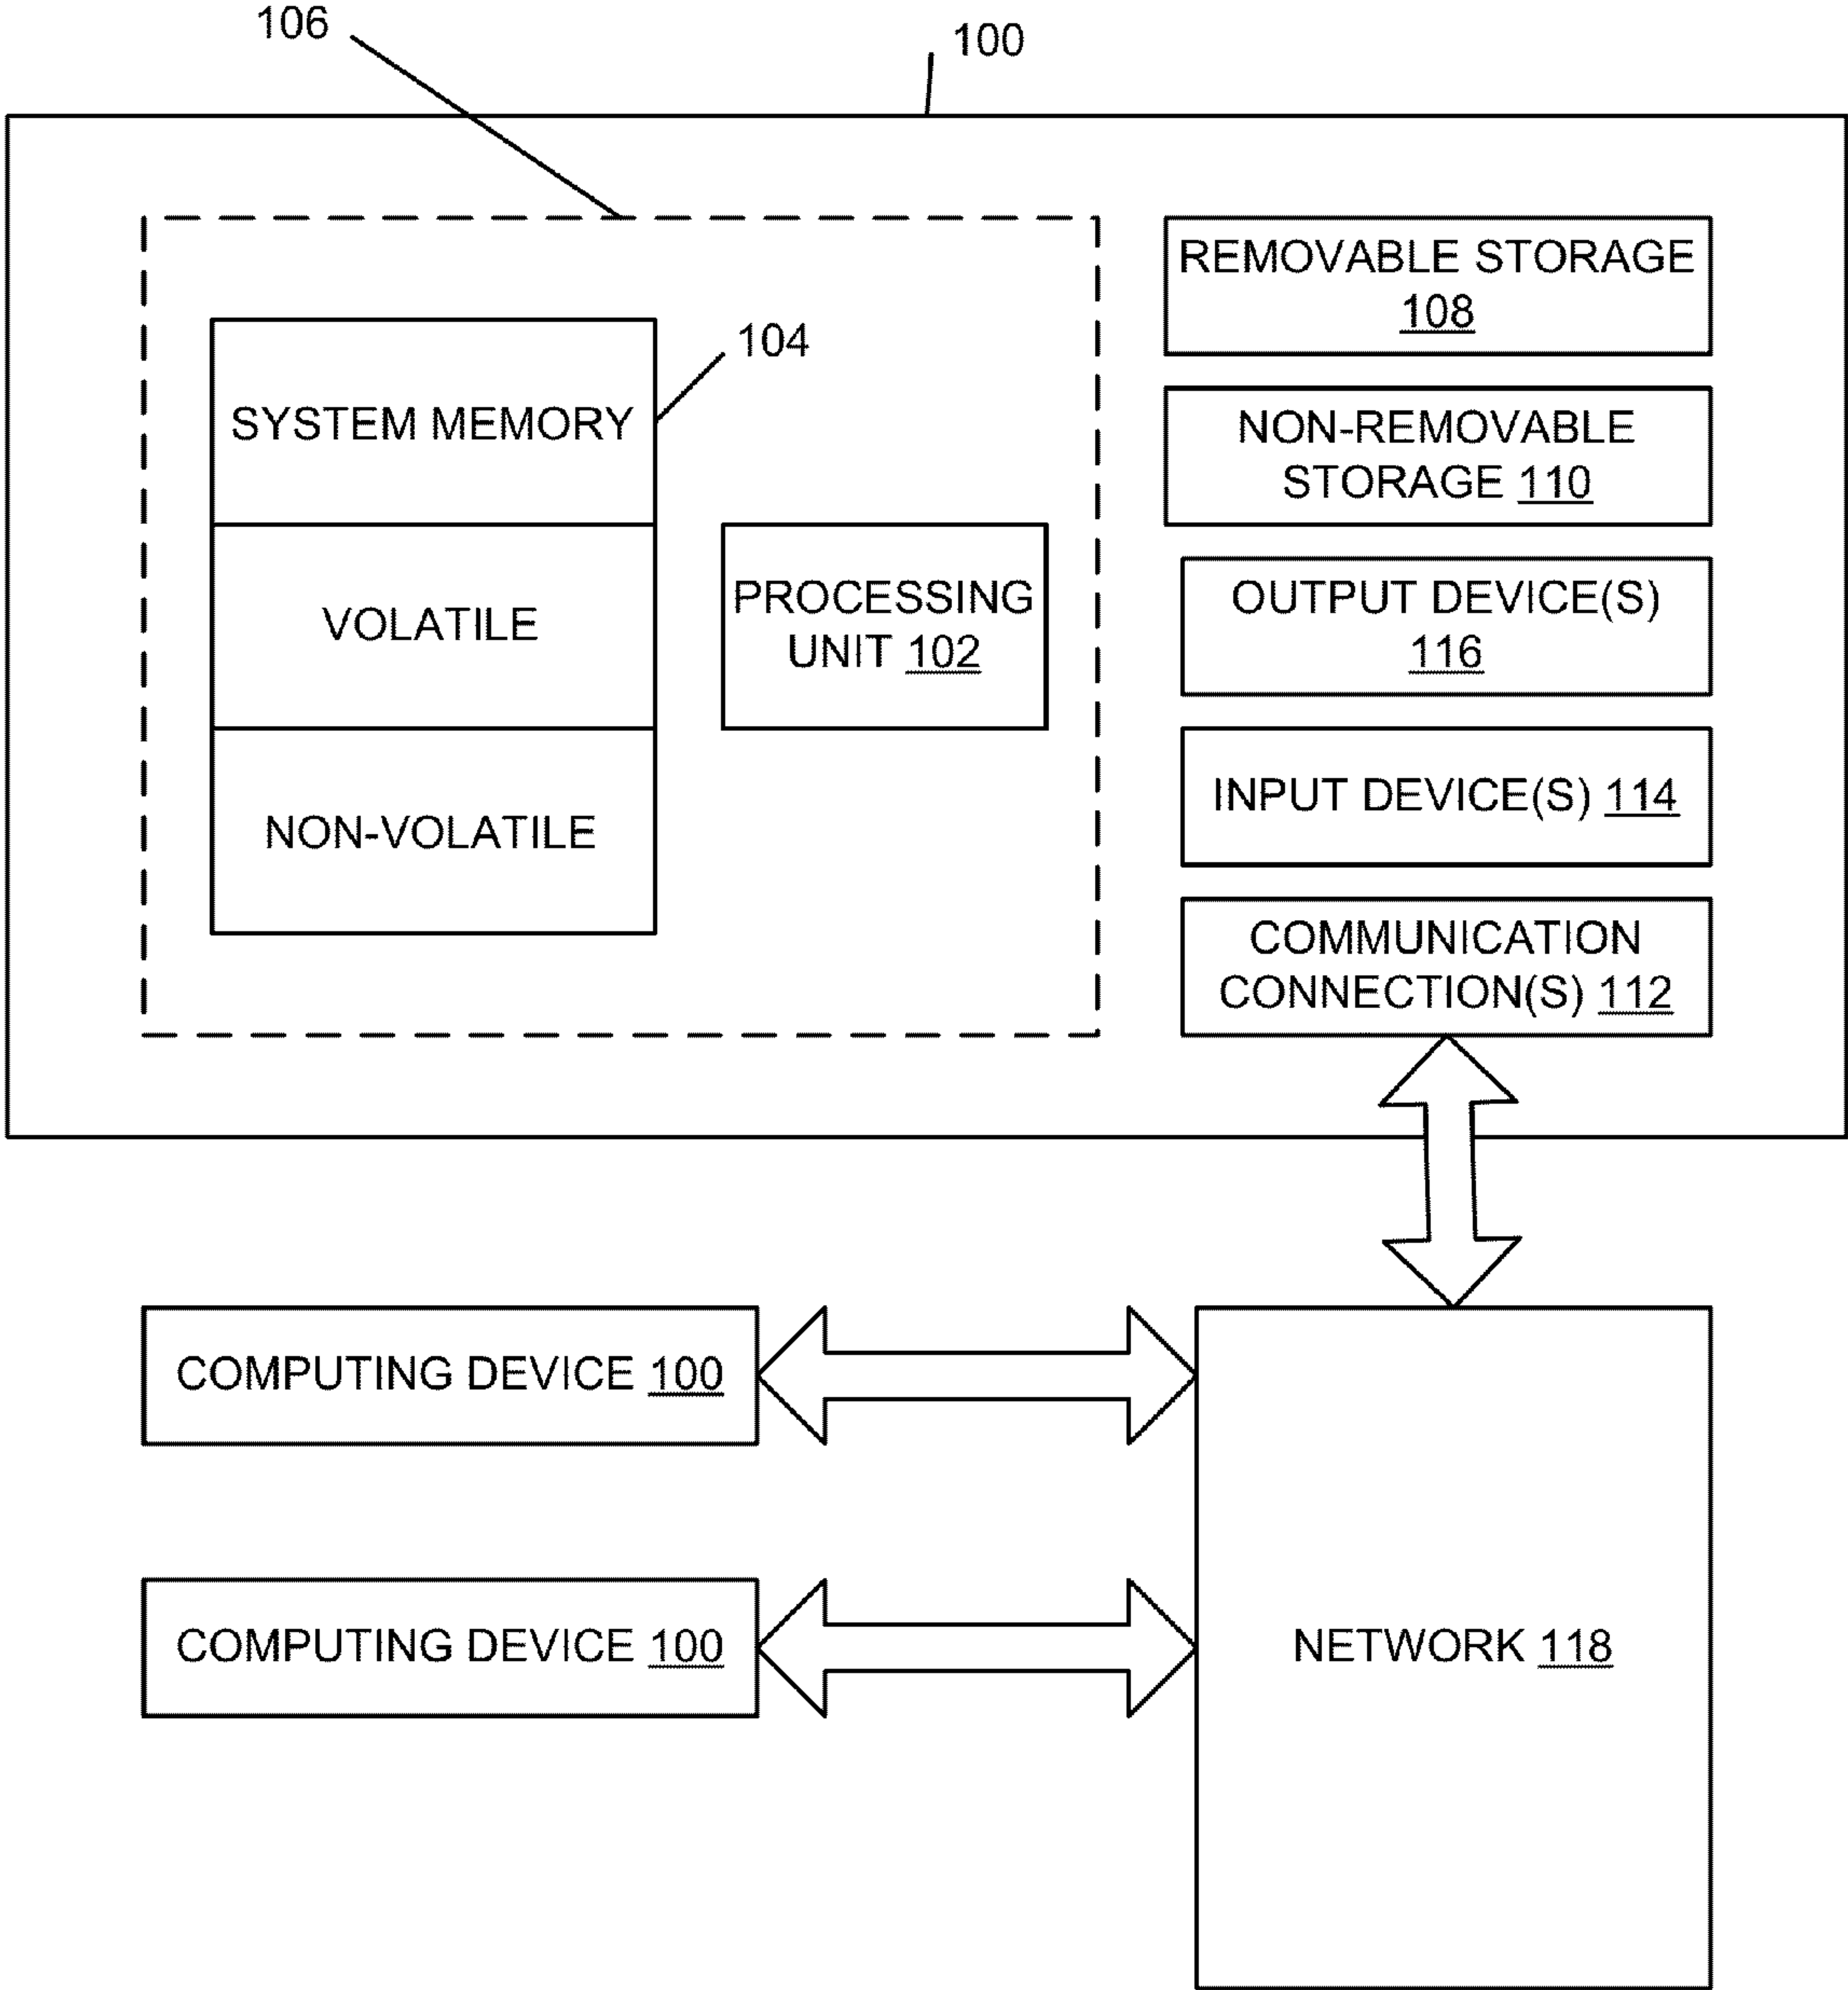 106
100
REMOVABLE STORAGE
108
104
SYSTEM MEMORY
NON-REMOVABLE
STORAGE 110
VOLATILE
PROCESSING
UNIT 102
OUTPUT DEVICE(S)
116
NON-VOLATILE
INPUT DEVICE(S) 114
COMMUNICATION
CONNECTION(S) 112
COMPUTING DEVICE 100
COMPUTING DEVICE 100
NETWORK 118